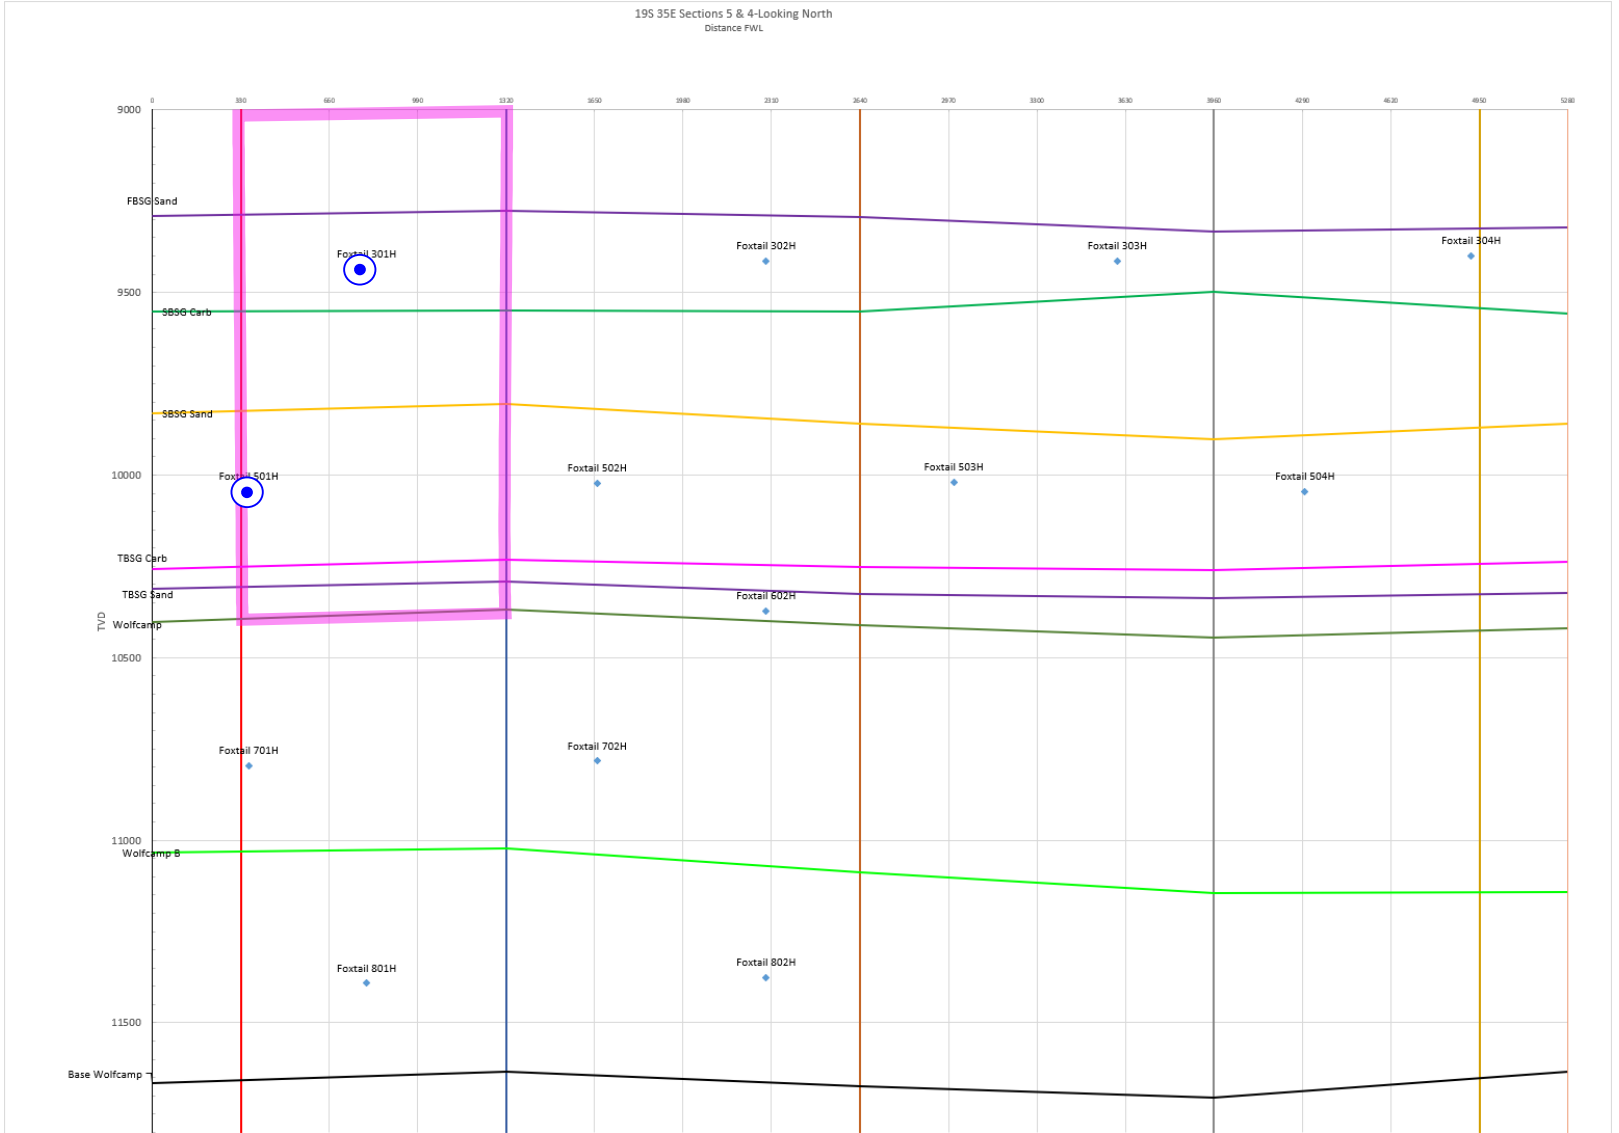 19S 35E Sections 5 & 4-Looking North
Distance FWL
0 330 660 990 1320 1650 1980 2310 2640 2970 3300 3630 3960 4290 4620 4950 5280
9000
FBSG Sand
Foxtail 301H
Foxtail 302H
Foxtail 303H
Foxtail 304H
9500
SBSG Carb
SBSG Sand
Foxtail 501H
Foxtail 502H
Foxtail 503H
Foxtail 504H
10000
TBSG Carb
TBSG Sand
Foxtail 602H
TVD
Wolfcamp
10500
Foxtail 701H
Foxtail 702H
11000
Wolfcamp B
Foxtail 801H
Foxtail 802H
11500
Base Wolfcamp